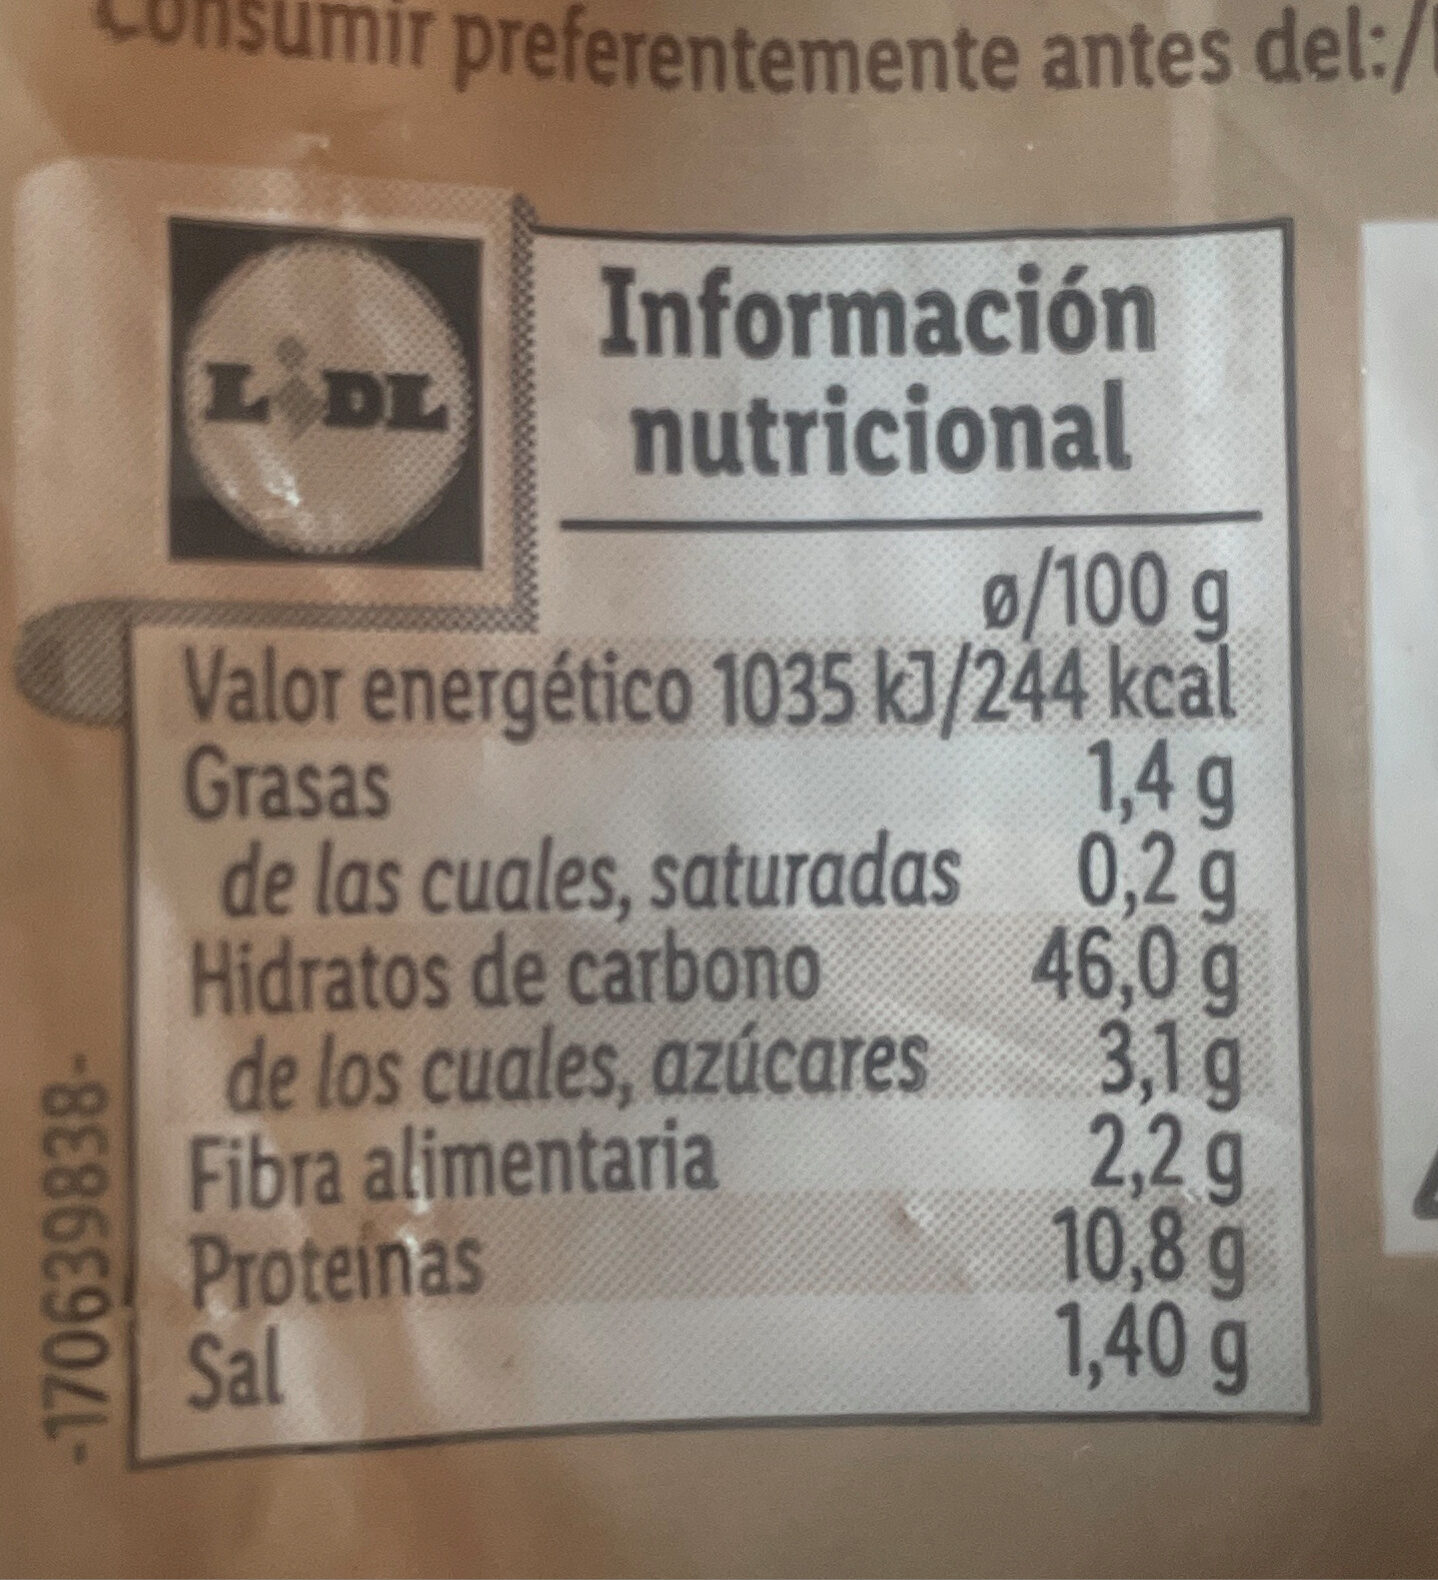 Consumir preferentemente antes del:/
LIDL
Información
nutricional
ø/100 g
Valor energético 1035 kJ/244 kcal
Grasas 1,4 g
de las cuales, saturadas 0,2 g
Hidratos de carbono 46,0 g
de los cuales, azúcares 3,1 g
Fibra alimentaria 2,2 g
Proteínas 10,8 g
Sal 1,40 g
-170639838-